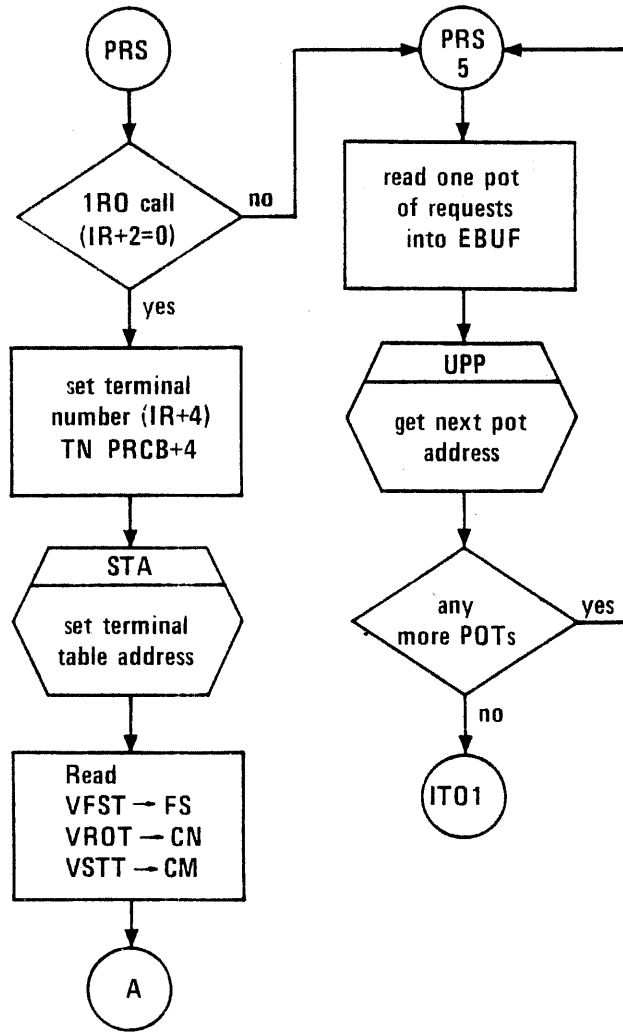 PRS
1RO call
(IR+2=0)
no
yes
set terminal
number (IR+4)
TN PRCB+4
STA
set terminal
table address
Read
VFST → FS
VROT → CN
VSTT → CM
A
PRS
5
read one pot
of requests
into EBUF
UPP
get next pot
address
any
more POTs
yes
no
ITO1